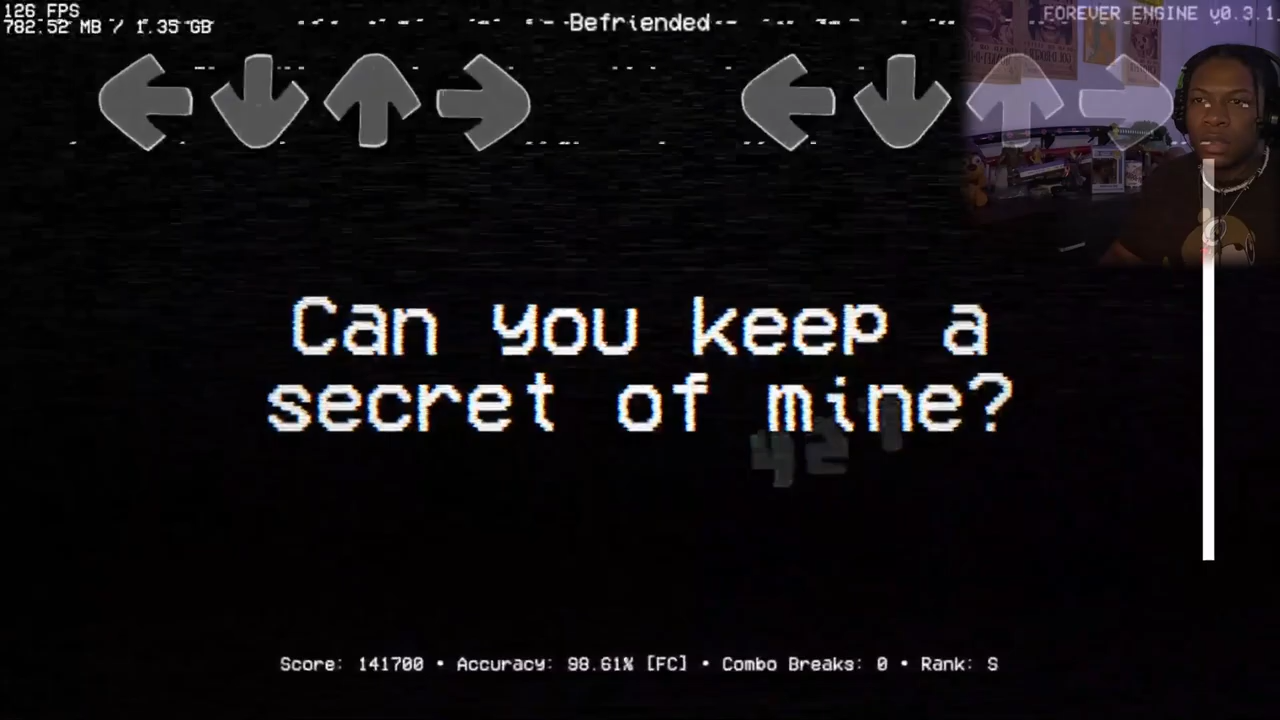 126 FPS
782.52 MB / 1.35 GB
Befriended
FOREVER ENGINE v0.3.1
Can you keep a
secret of mine?
427
Score: 141700 • Accuracy: 98.61% [FC] • Combo Breaks: 0 • Rank: S